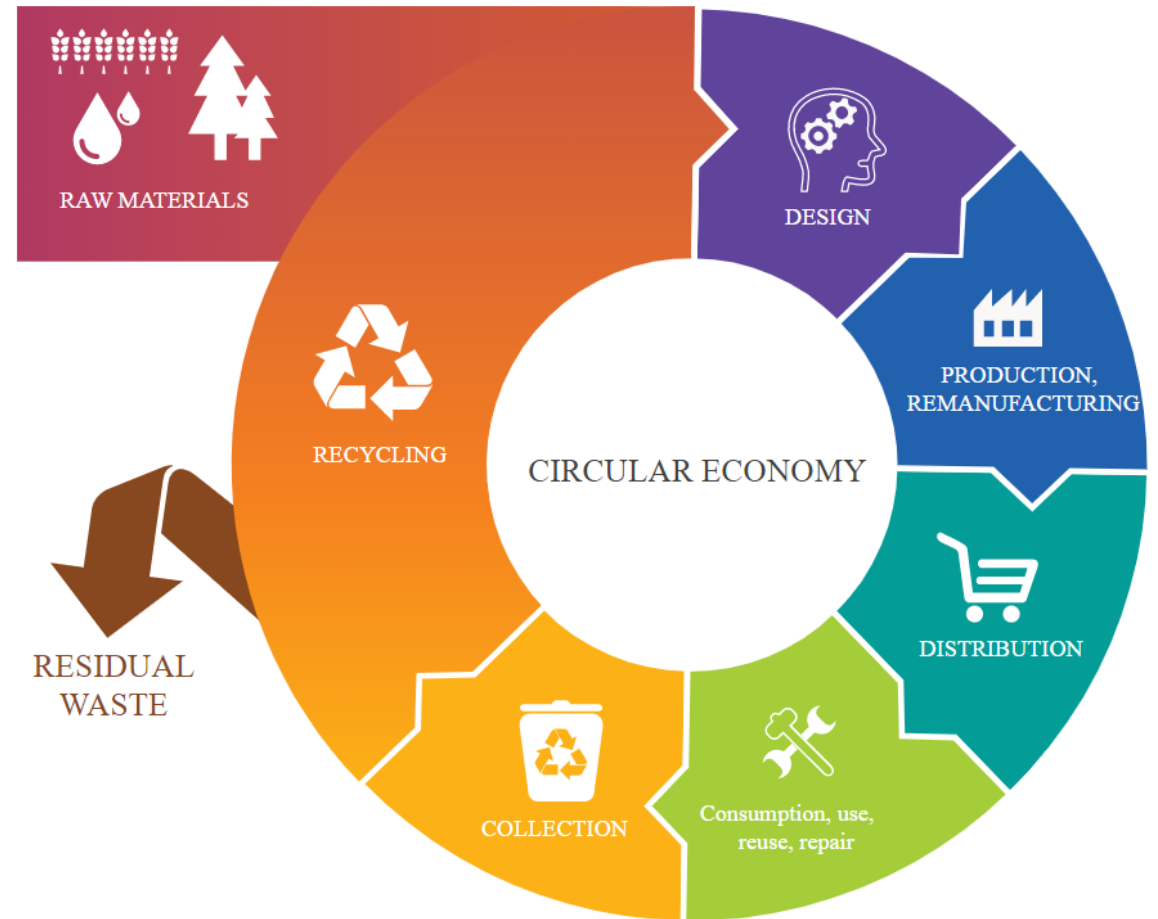 RAW MATERIALS
DESIGN
PRODUCTION,
REMANUFACTURING
RECYCLING
CIRCULAR ECONOMY
DISTRIBUTION
RESIDUAL
WASTE
Consumption, use,
reuse, repair
COLLECTION